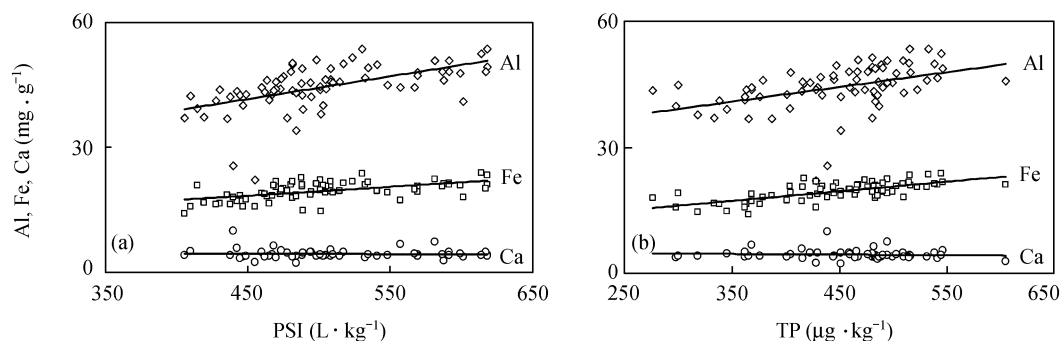 Al, Fe, Ca (mg · g⁻¹)
60
30
0
Al
Fe
Ca
(a)
350
450
550
650
PSI (L · kg⁻¹)
60
30
0
Al
Fe
Ca
(b)
250
350
450
550
650
TP (μg · kg⁻¹)